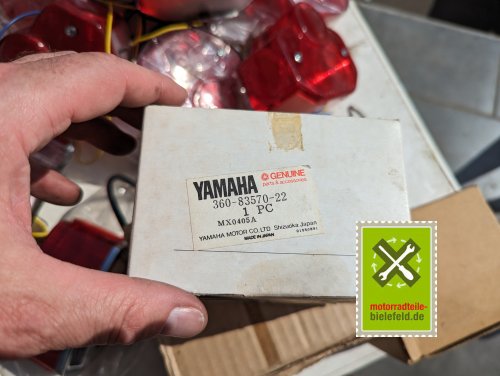 YAMAHA
GENUINE
parts & accessories
360-83570-22
1 PC
MX0405A
YAMAHA MOTOR CO., LTD. Shizuoka Japan
MADE IN JAPAN
motorradteile-
bielefeld.de